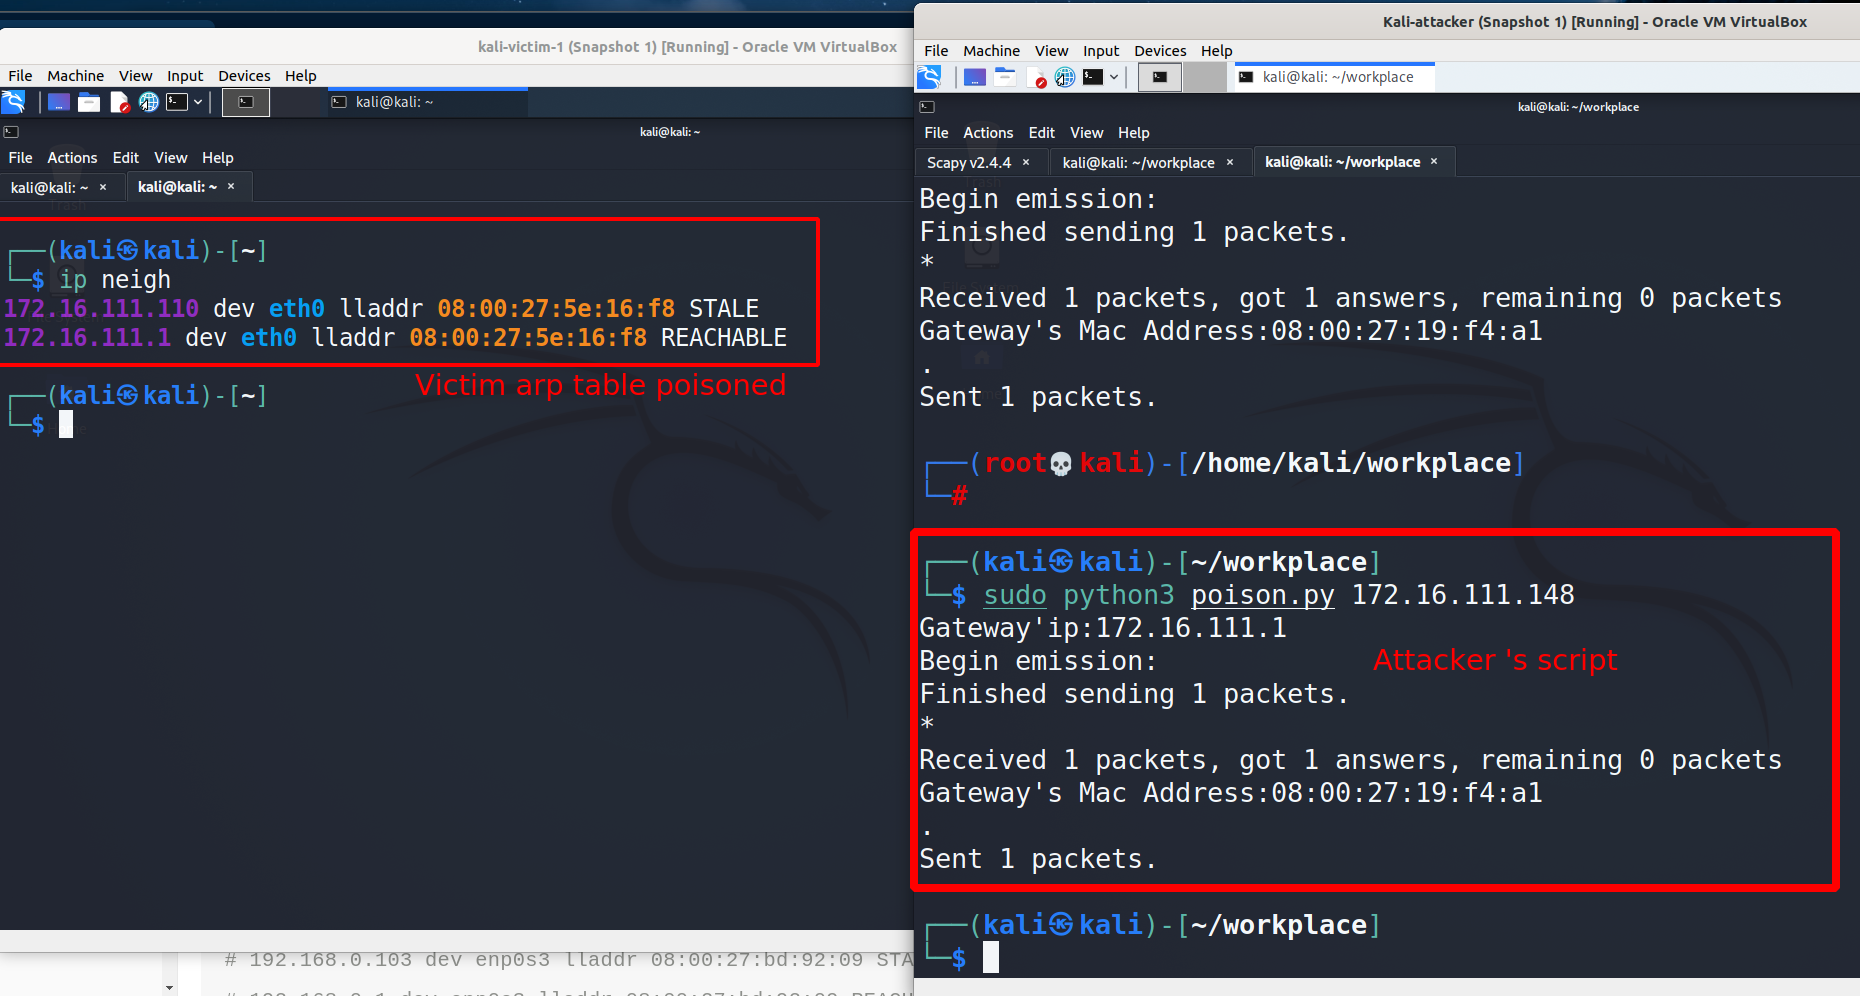 kali-victim-1 (Snapshot 1) [Running] - Oracle VM VirtualBox
File Machine View Input Devices Help
kali@kali: ~
kali@kali: ~
File Actions Edit View Help
kali@kali: ~ × kali@kali: ~ ×
┌──(kali㉿kali)-[~]
└─$ ip neigh
172.16.111.110 dev eth0 lladdr 08:00:27:5e:16:f8 STALE
172.16.111.1 dev eth0 lladdr 08:00:27:5e:16:f8 REACHABLE
Victim arp table poisoned
┌──(kali㉿kali)-[~]
└─$
# 192.168.0.103 dev enp0s3 lladdr 08:00:27:bd:92:09 STA
Kali-attacker (Snapshot 1) [Running] - Oracle VM VirtualBox
File Machine View Input Devices Help
kali@kali: ~/workplace
kali@kali: ~/workplace
File Actions Edit View Help
Scapy v2.4.4 × kali@kali: ~/workplace × kali@kali: ~/workplace ×
Begin emission:
Finished sending 1 packets.
*
Received 1 packets, got 1 answers, remaining 0 packets
Gateway's Mac Address:08:00:27:19:f4:a1
.
Sent 1 packets.
┌──(root💀kali)-[/home/kali/workplace]
└─#
┌──(kali㉿kali)-[~/workplace]
└─$ sudo python3 poison.py 172.16.111.148
Gateway'ip:172.16.111.1
Begin emission:
Attacker 's script
Finished sending 1 packets.
*
Received 1 packets, got 1 answers, remaining 0 packets
Gateway's Mac Address:08:00:27:19:f4:a1
.
Sent 1 packets.
┌──(kali㉿kali)-[~/workplace]
└─$